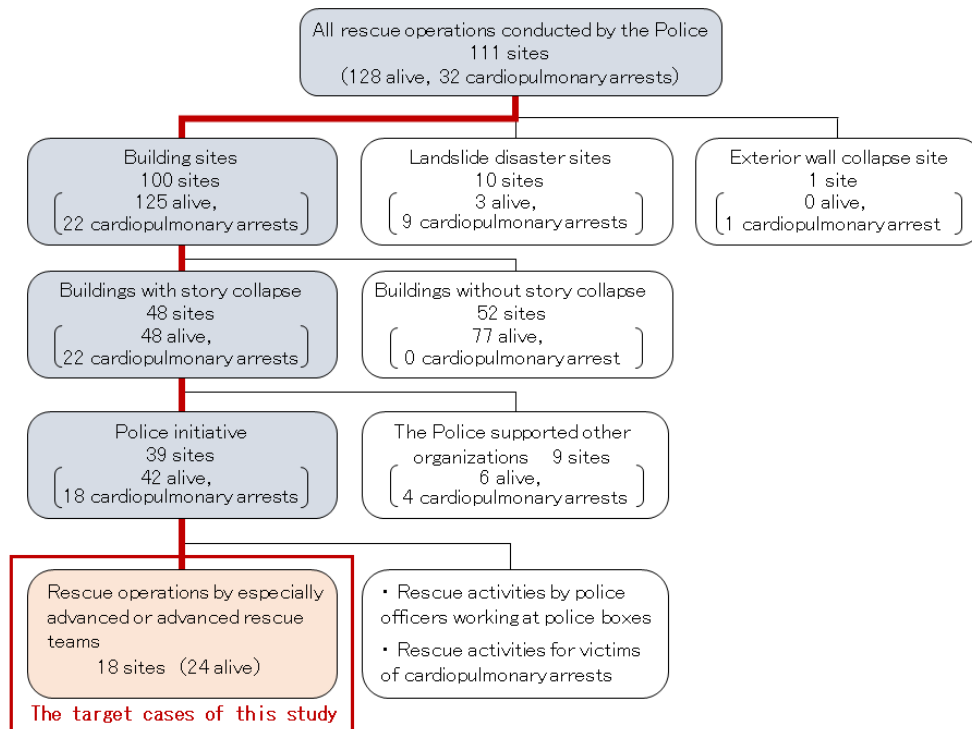 All rescue operations conducted by the Police
111 sites
(128 alive, 32 cardiopulmonary arrests)
Building sites
100 sites
125 alive,
22 cardiopulmonary arrests
Landslide disaster sites
10 sites
3 alive,
9 cardiopulmonary arrests
Exterior wall collapse site
1 site
0 alive,
1 cardiopulmonary arrest
Buildings with story collapse
48 sites
48 alive,
22 cardiopulmonary arrests
Buildings without story collapse
52 sites
77 alive,
0 cardiopulmonary arrest
Police initiative
39 sites
42 alive,
18 cardiopulmonary arrests
The Police supported other
organizations 9 sites
6 alive,
4 cardiopulmonary arrests
Rescue operations by especially
advanced or advanced rescue
teams
18 sites (24 alive)
・Rescue activities by police
officers working at police boxes
・Rescue activities for victims
of cardiopulmonary arrests
The target cases of this study